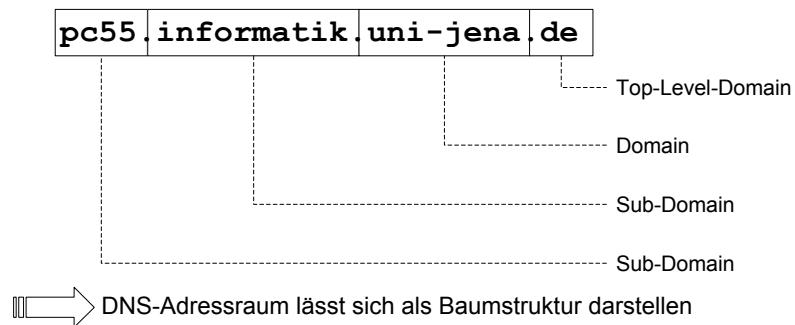 pc55.informatik.uni-jena.de
Top-Level-Domain
Domain
Sub-Domain
Sub-Domain
DNS-Adressraum lässt sich als Baumstruktur darstellen